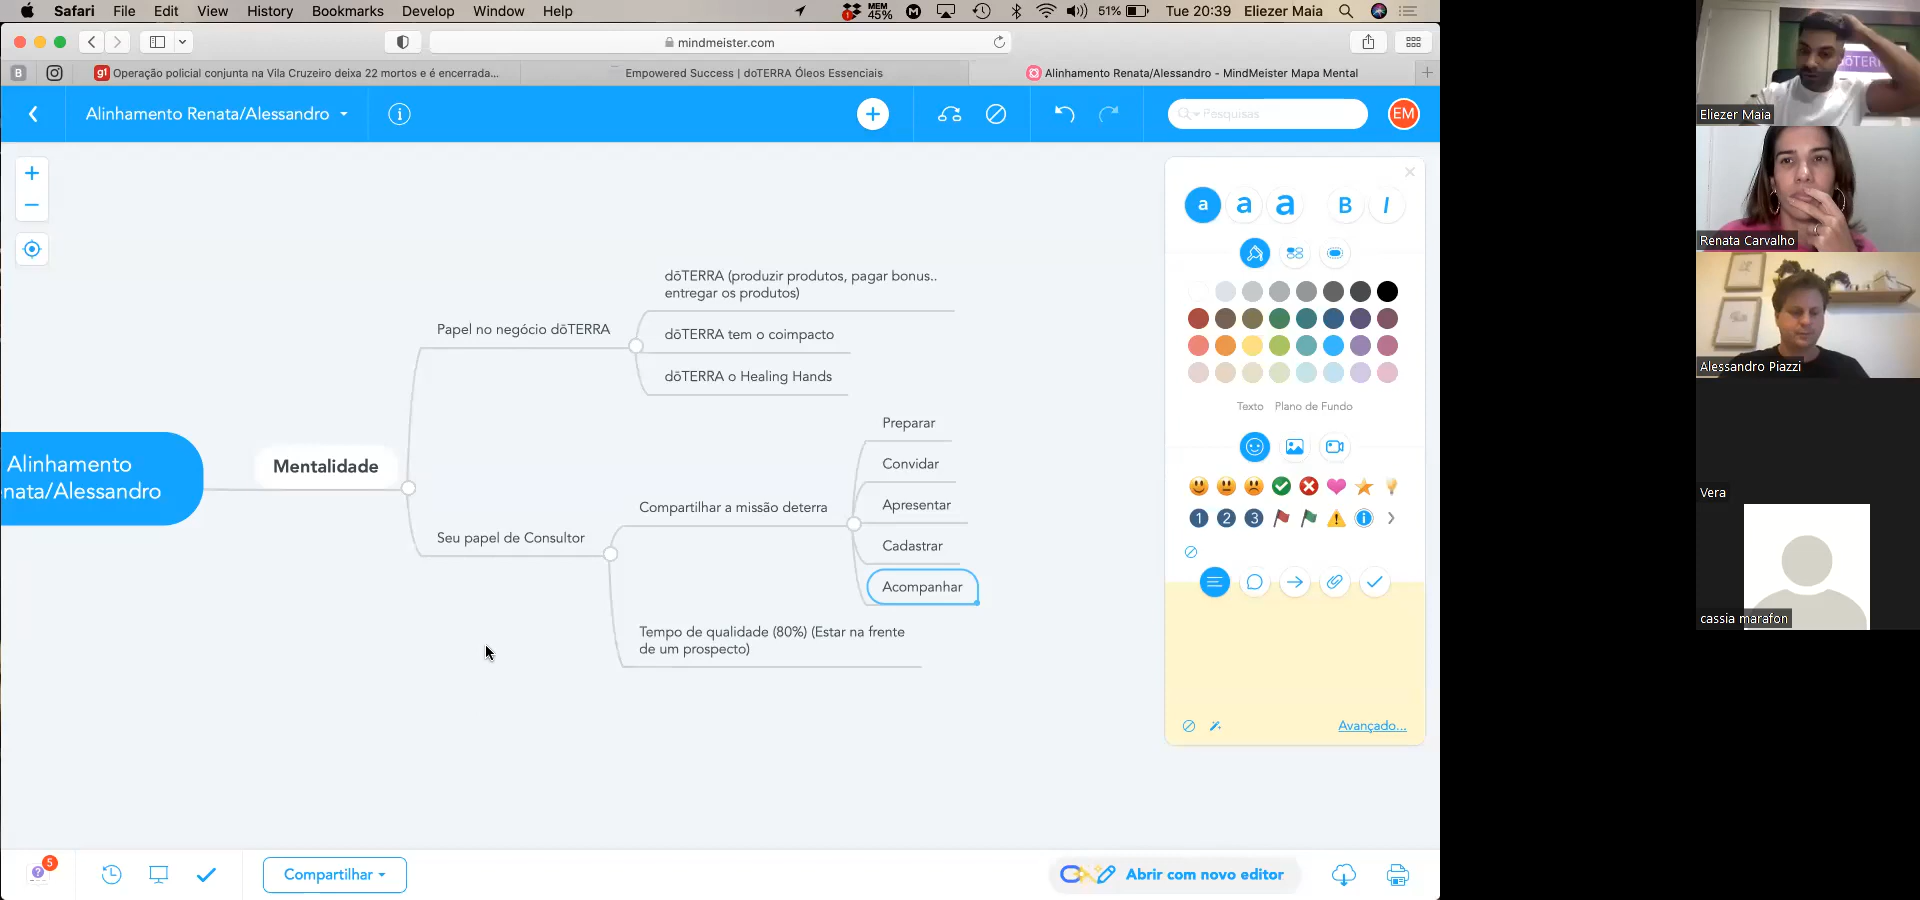 Safari File Edit View History Bookmarks Develop Window Help
MEM
45%
51%
Tue 20:39 Eliezer Maia
mindmeister.com
B
g1 Operação policial conjunta na Vila Cruzeiro deixa 22 mortos e é encerrada...
Empowered Success | doTERRA Óleos Essenciais
Alinhamento Renata/Alessandro - MindMeister Mapa Mental
Alinhamento Renata/Alessandro
Pesquisas
EM
a a a B I
Texto Plano de Fundo
1 2 3
Avançado...
Alinhamento
nata/Alessandro
Mentalidade
Papel no negócio dōTERRA
dōTERRA (produzir produtos, pagar bonus..
entregar os produtos)
dōTERRA tem o coimpacto
dōTERRA o Healing Hands
Seu papel de Consultor
Compartilhar a missão deterra
Preparar
Convidar
Apresentar
Cadastrar
Acompanhar
Tempo de qualidade (80%) (Estar na frente
de um prospecto)
5
Compartilhar
Abrir com novo editor
dōTERRA
Eliezer Maia
Renata Carvalho
Alessandro Piazzi
Vera
cassia marafon